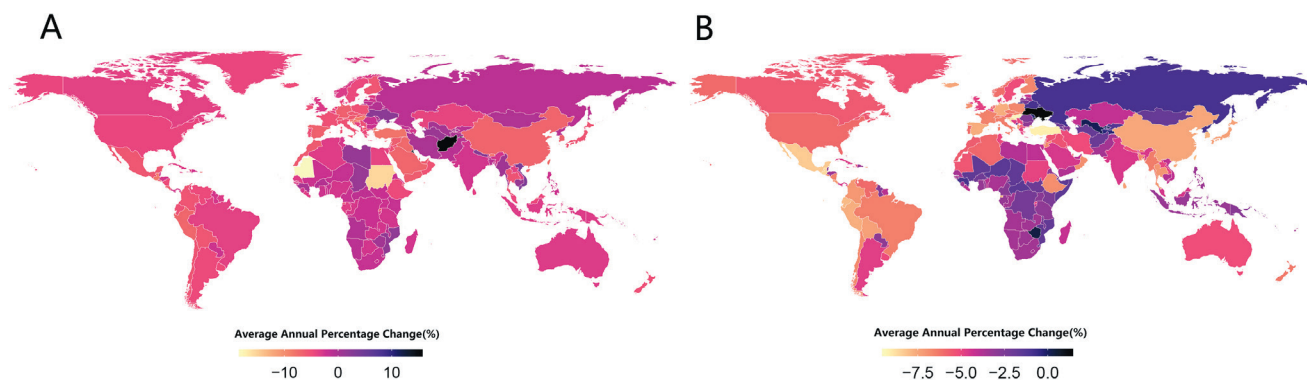 A
B
Average Annual Percentage Change(%)
−10 0 10
Average Annual Percentage Change(%)
−7.5 −5.0 −2.5 0.0